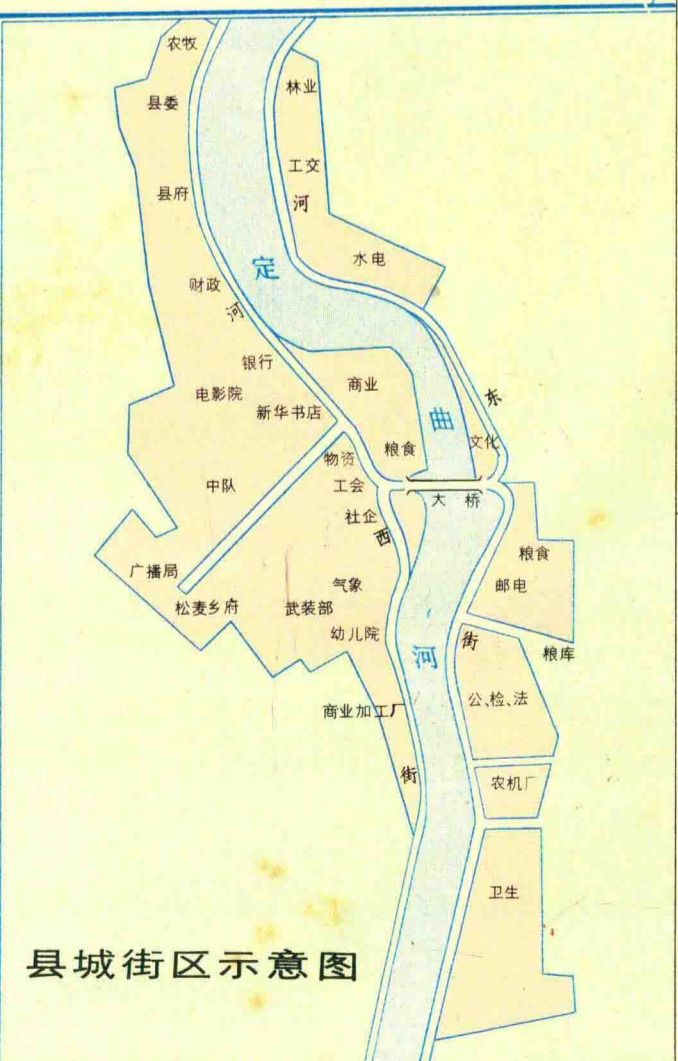 农牧
县委
林业
工交
县府
河
定
水电
财政
河
银行
商业
电影院
新华书店
东
曲
文化
粮食
物资
中队
工会
大桥
社企
西
粮食
广播局
气象
邮电
松麦乡府
武装部
幼儿院
街
河
粮库
公、检、法
商业加工厂
街
农机厂
卫生
县城街区示意图